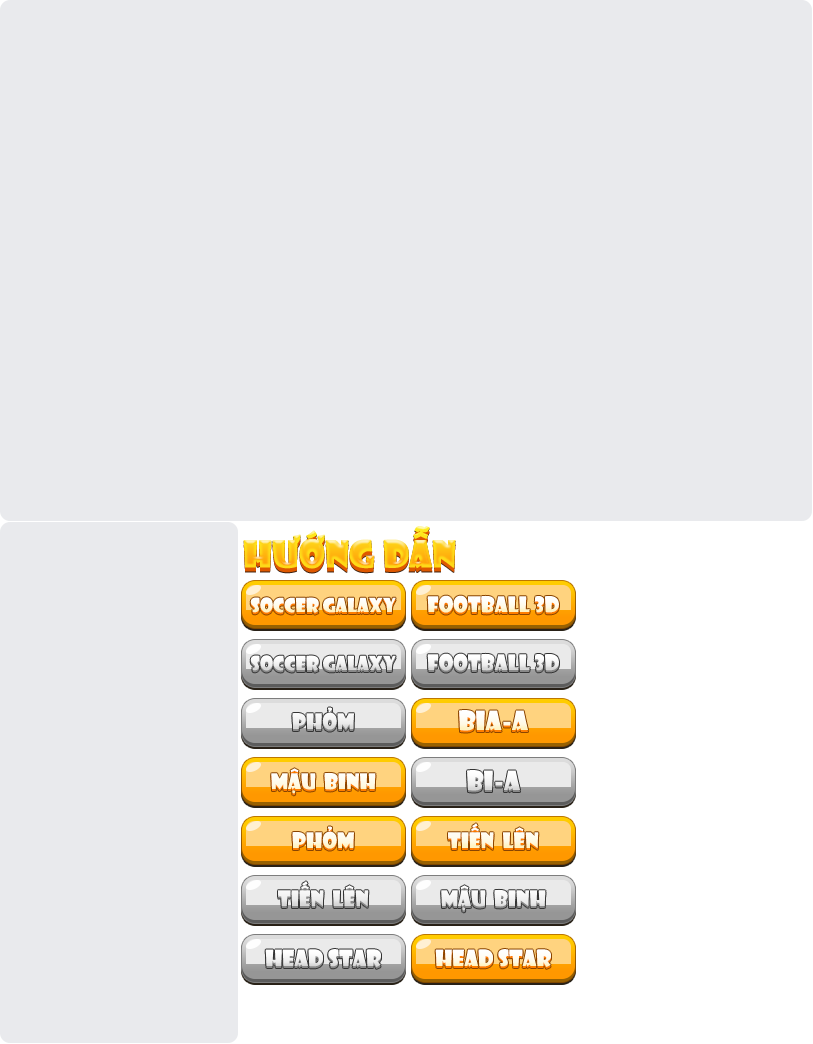 HƯỚNG DẪN
SOCCER GALAXY
FOOTBALL 3D
SOCCER GALAXY
FOOTBALL 3D
PHỎM
BIA-A
MẬU BINH
BI-A
PHỎM
TIẾN LÊN
TIẾN LÊN
MẬU BINH
HEAD STAR
HEAD STAR